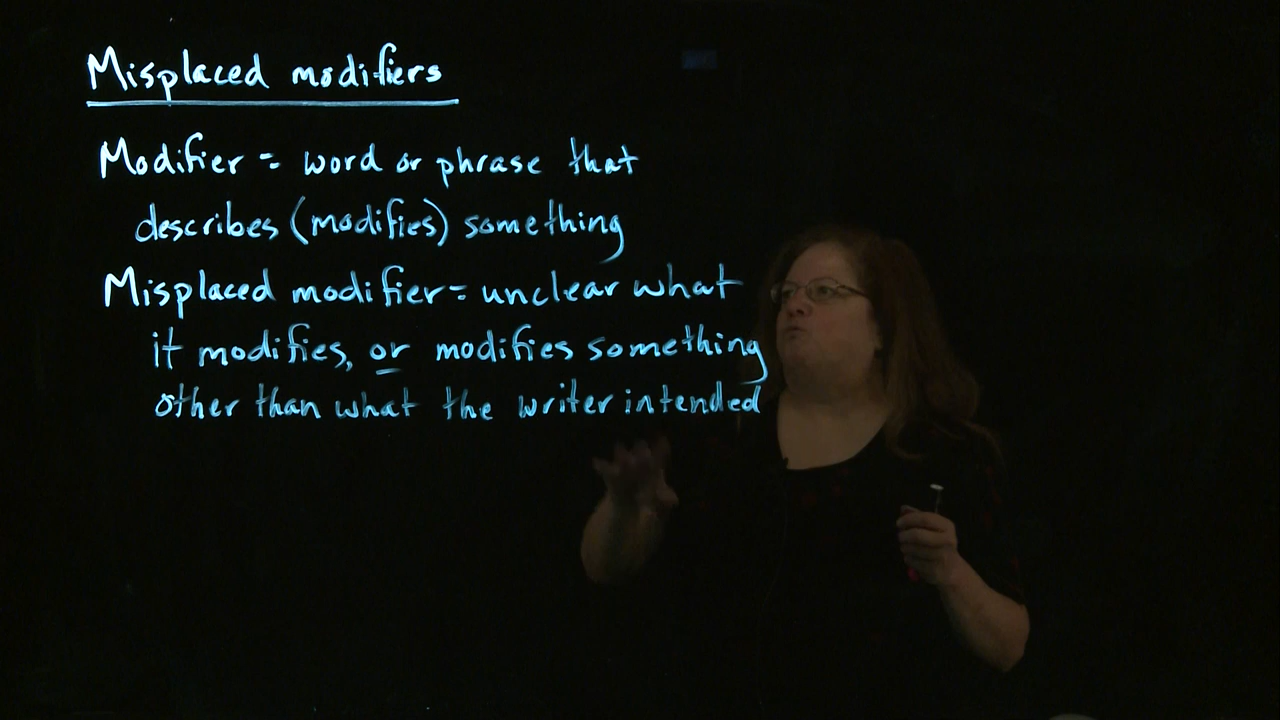 Misplaced modifiers
Modifier = word or phrase that
describes (modifies) something
Misplaced modifier = unclear what
it modifies, or modifies something
other than what the writer intended